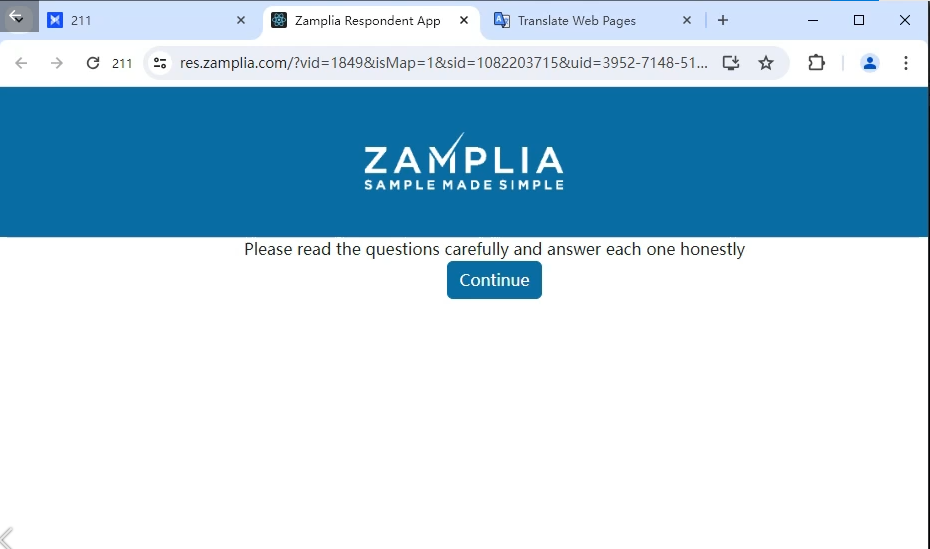 211
Zamplia Respondent App
Translate Web Pages
211
res.zamplia.com/?vid=1849&isMap=1&sid=1082203715&uid=3952-7148-51...
ZAMPLIA
SAMPLE MADE SIMPLE
Please read the questions carefully and answer each one honestly
Continue